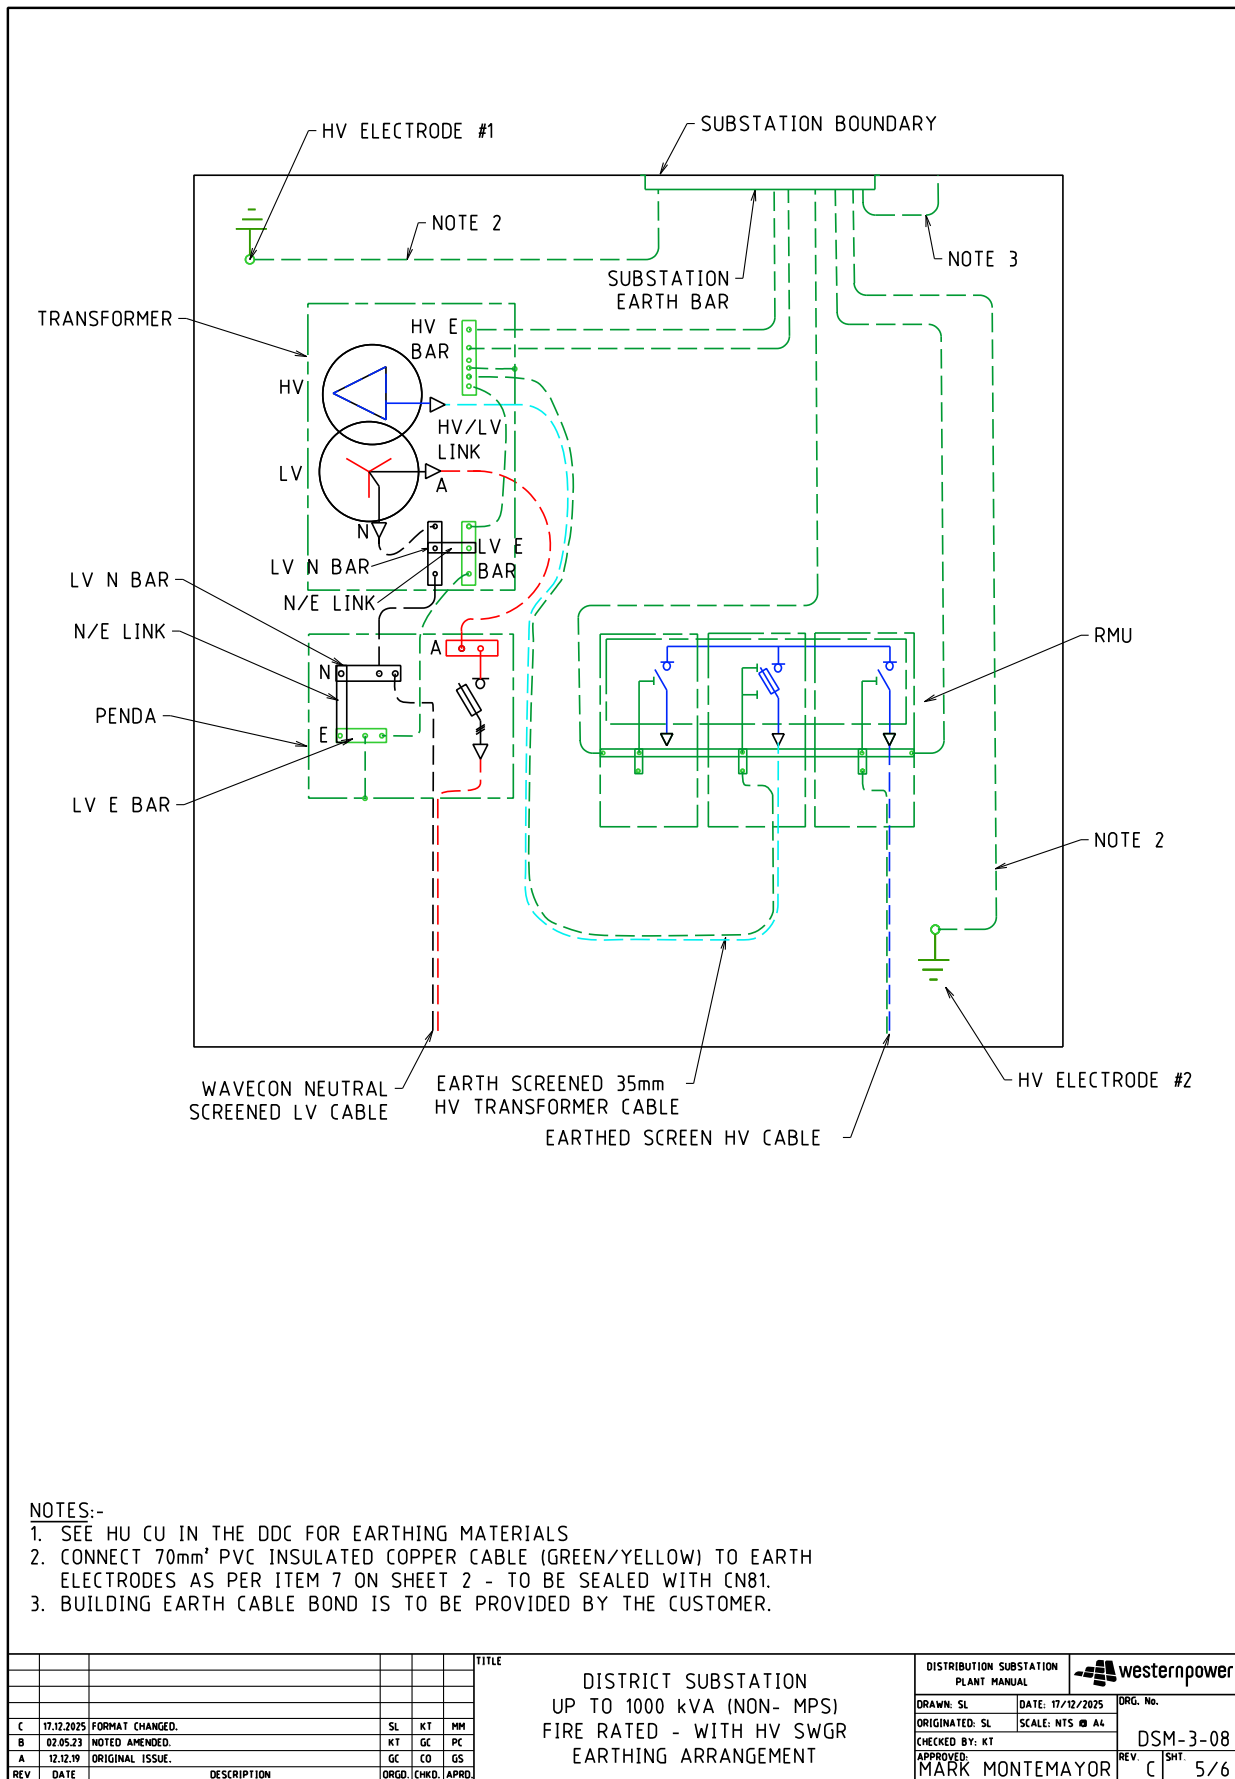 HV ELECTRODE #1
SUBSTATION BOUNDARY
NOTE 2
NOTE 3
SUBSTATION
EARTH BAR
TRANSFORMER
HV E
BAR
HV
HV/LV
LINK
LV
A
N
LV N BAR
LV E
BAR
N/E LINK
LV N BAR
N/E LINK
A
N
RMU
PENDA
E
LV E BAR
NOTE 2
WAVECON NEUTRAL
SCREENED LV CABLE
EARTH SCREENED 35mm
HV TRANSFORMER CABLE
EARTHED SCREEN HV CABLE
HV ELECTRODE #2
NOTES:-
1. SEE HU CU IN THE DDC FOR EARTHING MATERIALS
2. CONNECT 70mm² PVC INSULATED COPPER CABLE (GREEN/YELLOW) TO EARTH
ELECTRODES AS PER ITEM 7 ON SHEET 2 - TO BE SEALED WITH CN81.
3. BUILDING EARTH CABLE BOND IS TO BE PROVIDED BY THE CUSTOMER.
C 17.12.2025 FORMAT CHANGED. SL KT MM
B 02.05.23 NOTED AMENDED. KT GC PC
A 12.12.19 ORIGINAL ISSUE. GC CO GS
REV DATE DESCRIPTION ORGD. CHKD. APRD.
TITLE
DISTRICT SUBSTATION
UP TO 1000 kVA (NON- MPS)
FIRE RATED - WITH HV SWGR
EARTHING ARRANGEMENT
DISTRIBUTION SUBSTATION
PLANT MANUAL
westernpower
DRAWN: SL DATE: 17/12/2025
ORIGINATED: SL SCALE: NTS @ A4
CHECKED BY: KT
APPROVED:
MARK MONTEMAYOR
DRG. No.
DSM-3-08
REV. C SHT. 5/6